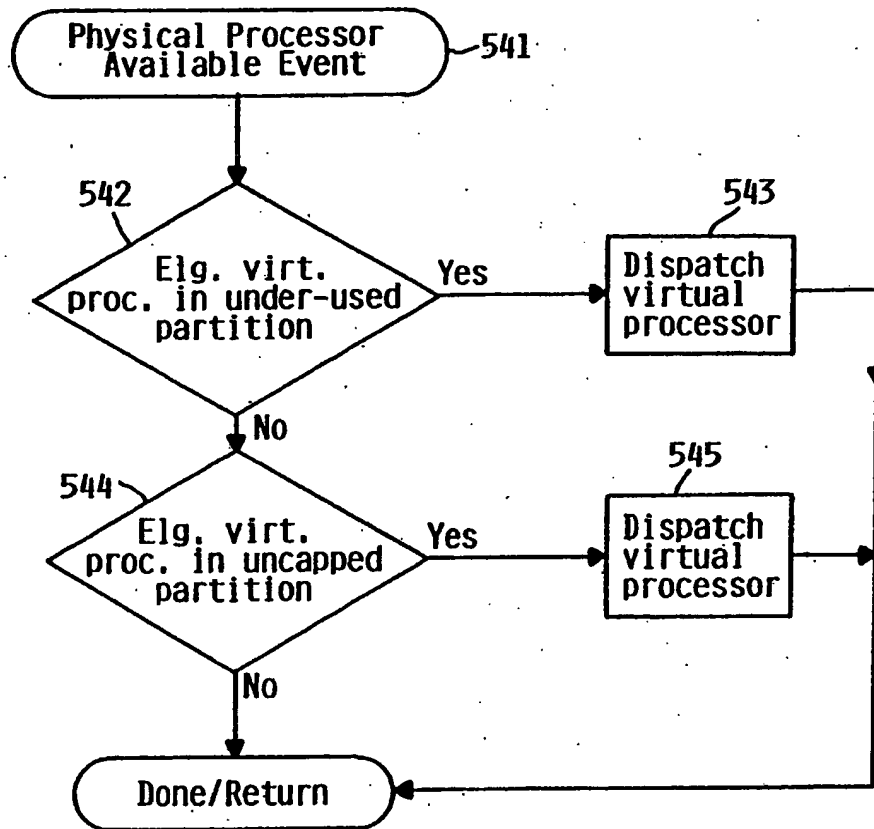 Physical Processor
Available Event
541
542
Elg. virt.
proc. in under-used
partition
Yes
543
Dispatch
virtual
processor
No
544
Elg. virt.
proc. in uncapped
partition
Yes
545
Dispatch
virtual
processor
No
Done/Return